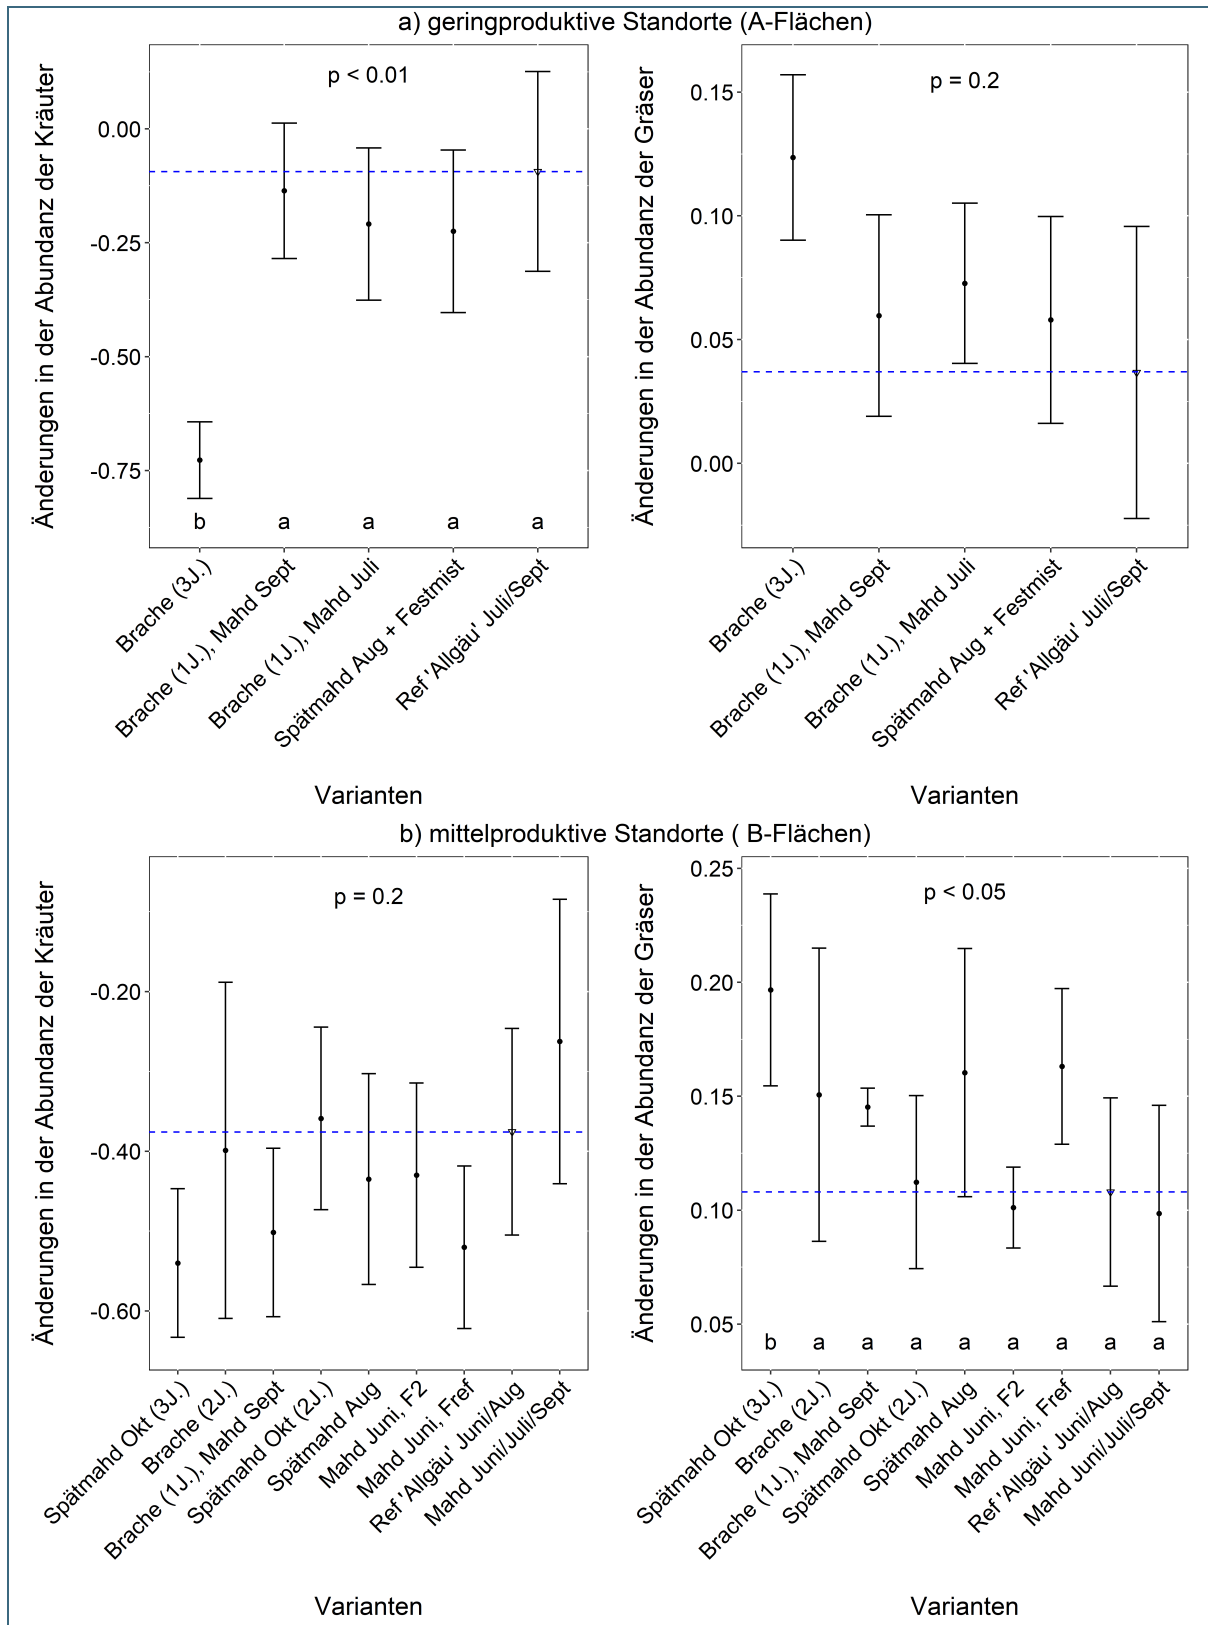 a) geringproduktive Standorte (A-Flächen)
Änderungen in der Abundanz der Kräuter
0.00
-0.25
-0.50
-0.75
p < 0.01
b a a a a
Brache (3J.)
Brache (1J.), Mahd Sept
Brache (1J.), Mahd Juli
Spätmahd Aug + Festmist
Ref 'Allgäu' Juli/Sept
Varianten
Änderungen in der Abundanz der Gräser
0.15
0.10
0.05
0.00
p = 0.2
Brache (3J.)
Brache (1J.), Mahd Sept
Brache (1J.), Mahd Juli
Spätmahd Aug + Festmist
Ref 'Allgäu' Juli/Sept
Varianten
b) mittelproduktive Standorte ( B-Flächen)
Änderungen in der Abundanz der Kräuter
-0.20
-0.40
-0.60
p = 0.2
Spätmahd Okt (3J.)
Brache (2J.)
Brache (1J.), Mahd Sept
Spätmahd Okt (2J.)
Spätmahd Aug
Mahd Juni, F2
Mahd Juni, Fref
Ref 'Allgäu' Juni/Aug
Mahd Juni/Juli/Sept
Varianten
Änderungen in der Abundanz der Gräser
0.25
0.20
0.15
0.10
0.05
p < 0.05
b a a a a a a a a
Spätmahd Okt (3J.)
Brache (2J.)
Brache (1J.), Mahd Sept
Spätmahd Okt (2J.)
Spätmahd Aug
Mahd Juni, F2
Mahd Juni, Fref
Ref 'Allgäu' Juni/Aug
Mahd Juni/Juli/Sept
Varianten